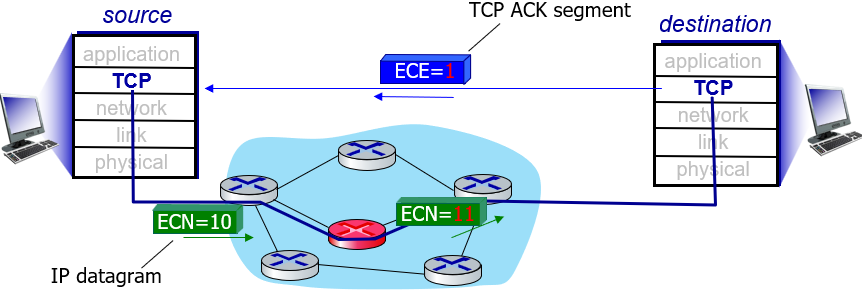 source
TCP ACK segment
destination
application
TCP
network
link
physical
ECE=1
application
TCP
network
link
physical
ECN=10
ECN=11
IP datagram